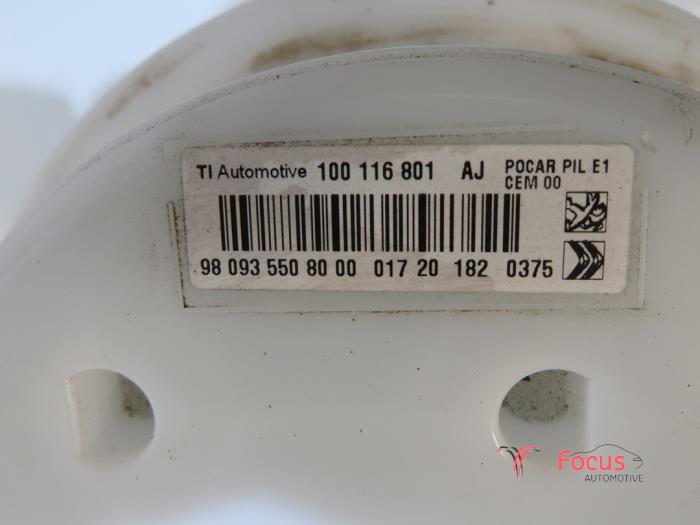 TI Automotive 100 116 801 AJ POCAR PIL E1
CEM 00
98 093 550 80 00 017 20 182 0375
Focus
AUTOMOTIVE